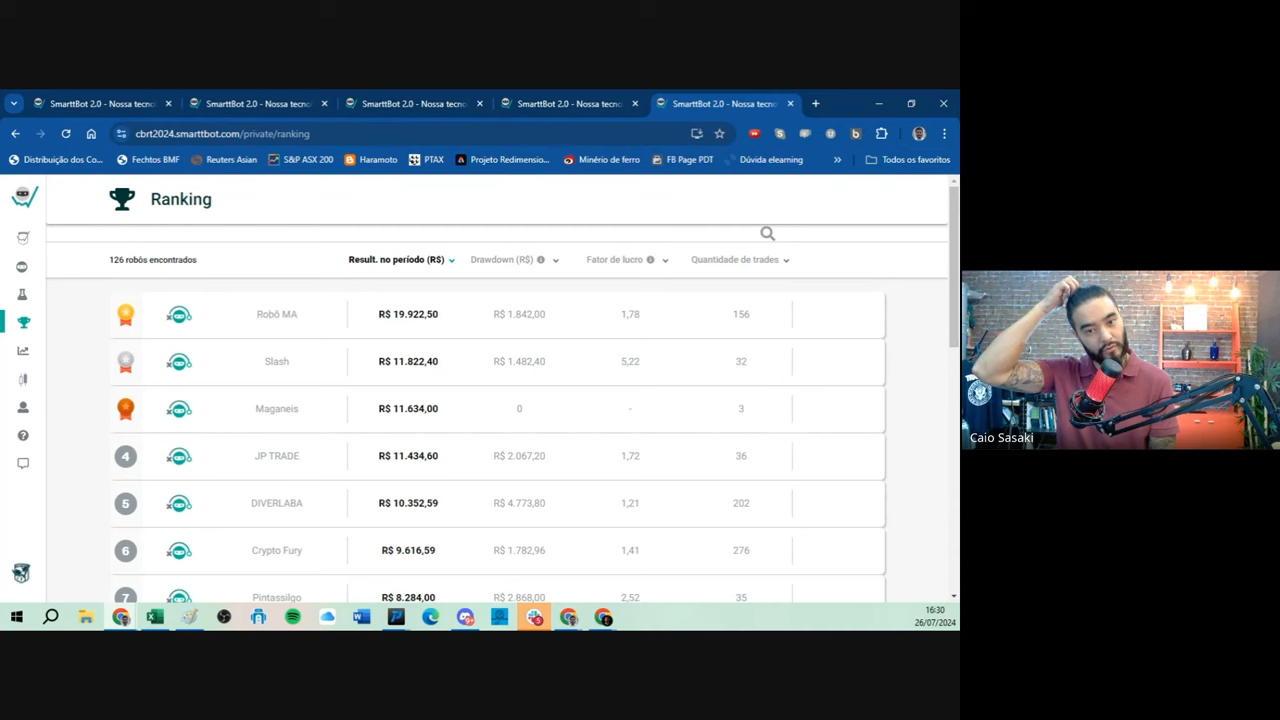 SmarttBot 2.0 - Nossa tecno
SmarttBot 2.0 - Nossa tecno
SmarttBot 2.0 - Nossa tecno
SmarttBot 2.0 - Nossa tecno
SmarttBot 2.0 - Nossa tecno
cbrt2024.smarttbot.com/private/ranking
Distribuição dos Co...
Fechtos BMF
Reuters Asian
S&P ASX 200
Haramoto
PTAX
Projeto Redimensio...
Minério de ferro
FB Page PDT
Dúvida elearning
»
Todos os favoritos
Ranking
126 robôs encontrados
Result. no período (R$)
Drawdown (R$)
Fator de lucro
Quantidade de trades
Robô MA R$ 19.922,50 R$ 1.842,00 1,78 156
Slash R$ 11.822,40 R$ 1.482,40 5,22 32
Maganeis R$ 11.634,00 0 - 3
4 JP TRADE R$ 11.434,60 R$ 2.067,20 1,72 36
5 DIVERLABA R$ 10.352,59 R$ 4.773,80 1,21 202
6 Crypto Fury R$ 9.616,59 R$ 1.782,96 1,41 276
7 Pintassilgo R$ 8.284,00 R$ 2.868,00 2,52 35
16:30
26/07/2024
Caio Sasaki